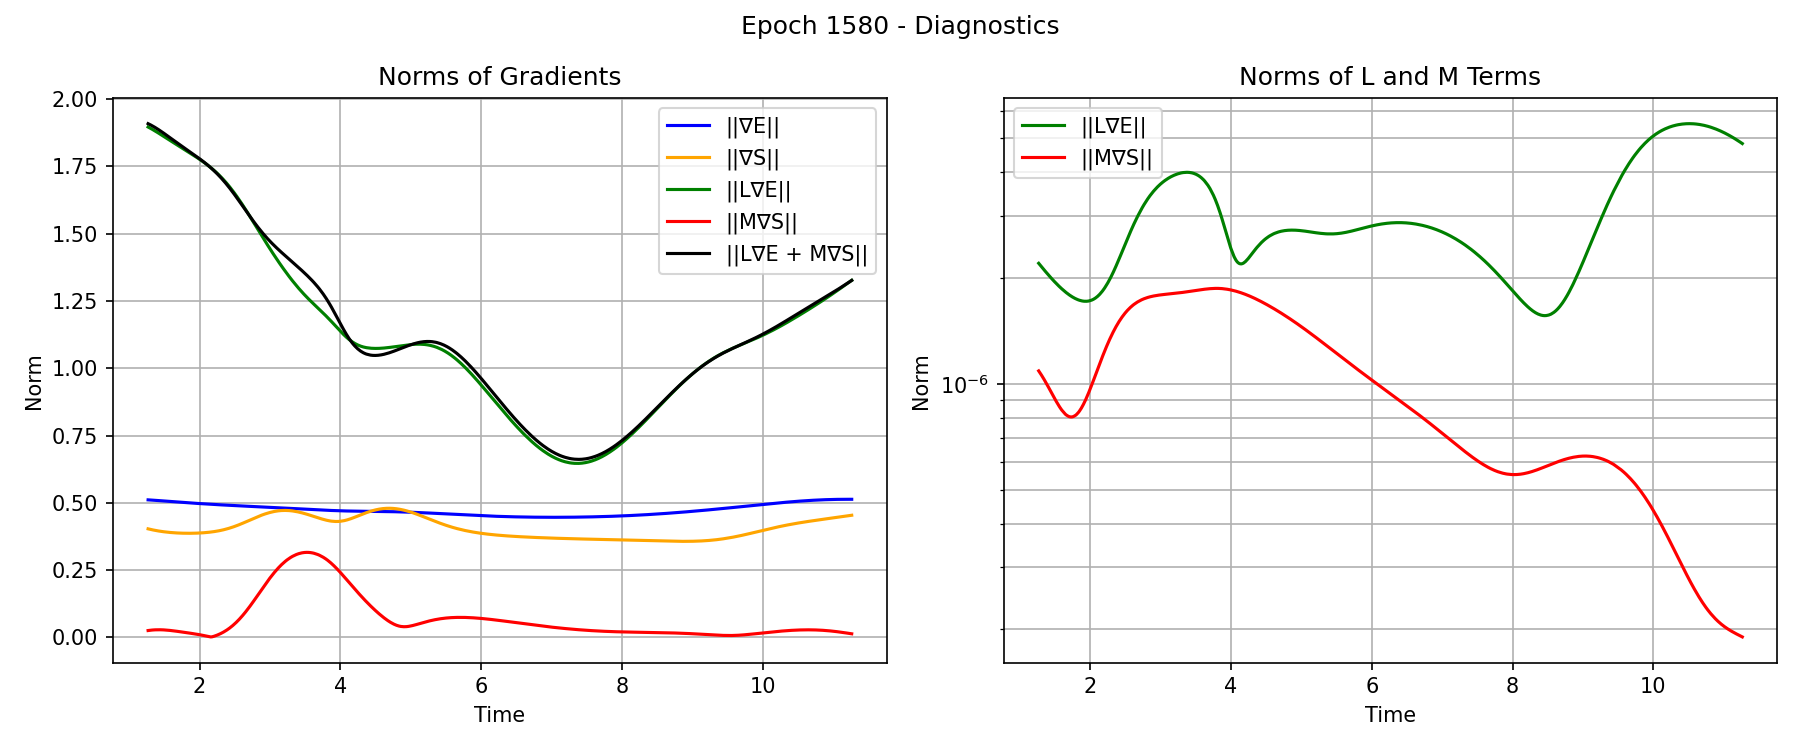 Epoch 1580 - Diagnostics
Norms of Gradients
2.00
1.75
1.50
1.25
1.00
0.75
0.50
0.25
0.00
Norm
2
4
6
8
10
Time
||∇E||
||∇S||
||L∇E||
||M∇S||
||L∇E + M∇S||
Norms of L and M Terms
||L∇E||
||M∇S||
10⁻⁶
Norm
2
4
6
8
10
Time